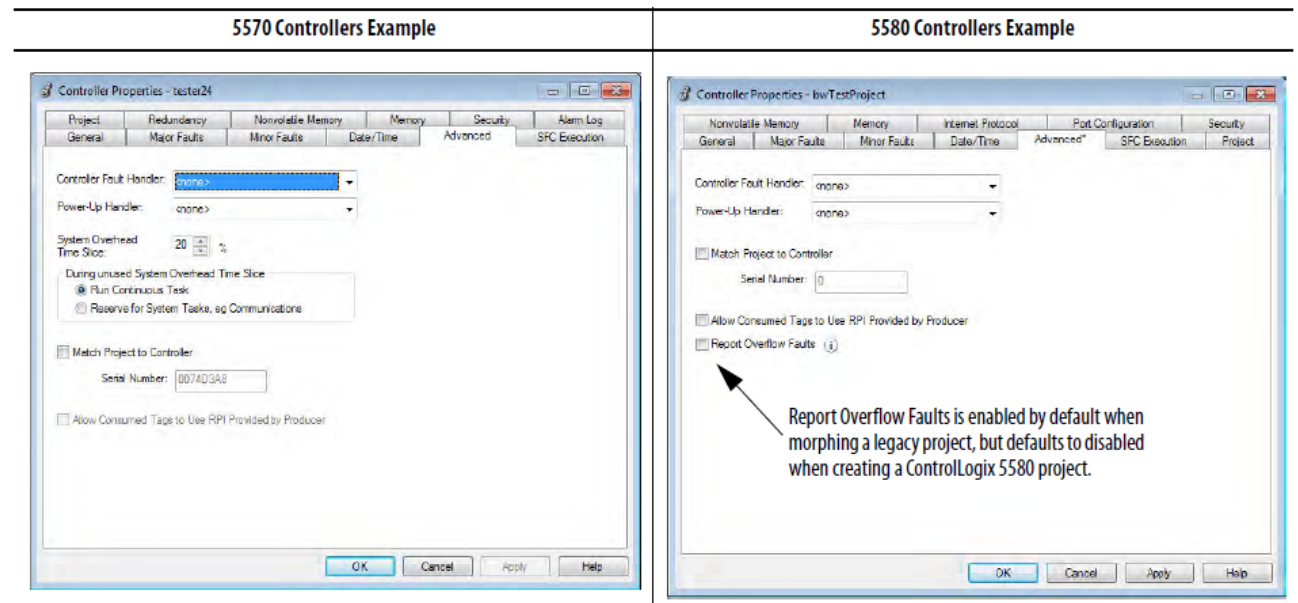 5570 Controllers Example
5580 Controllers Example
Controller Properties - tester24
Project Redundancy Nonvolatile Memory Memory Security Alarm Log
General Major Faults Minor Faults Date/Time Advanced SFC Execution
Controller Fault Handler: <none>
Power-Up Handler: <none>
System Overhead
Time Slice: 20 %
During unused System Overhead Time Slice
Run Continuous Task
Reserve for System Tasks, eg Communications
Match Project to Controller
Serial Number: 0074D3A8
Allow Consumed Tags to Use RPI Provided by Producer
OK Cancel Apply Help
Controller Properties - bwTestProject
Nonvolatile Memory Memory Internet Protocol Port Configuration Security
General Major Faults Minor Faults Date/Time Advanced* SFC Execution Project
Controller Fault Handler: <none>
Power-Up Handler: <none>
Match Project to Controller
Serial Number: 0
Allow Consumed Tags to Use RPI Provided by Producer
Report Overflow Faults i
Report Overflow Faults is enabled by default when
morphing a legacy project, but defaults to disabled
when creating a ControlLogix 5580 project.
OK Cancel Apply Help